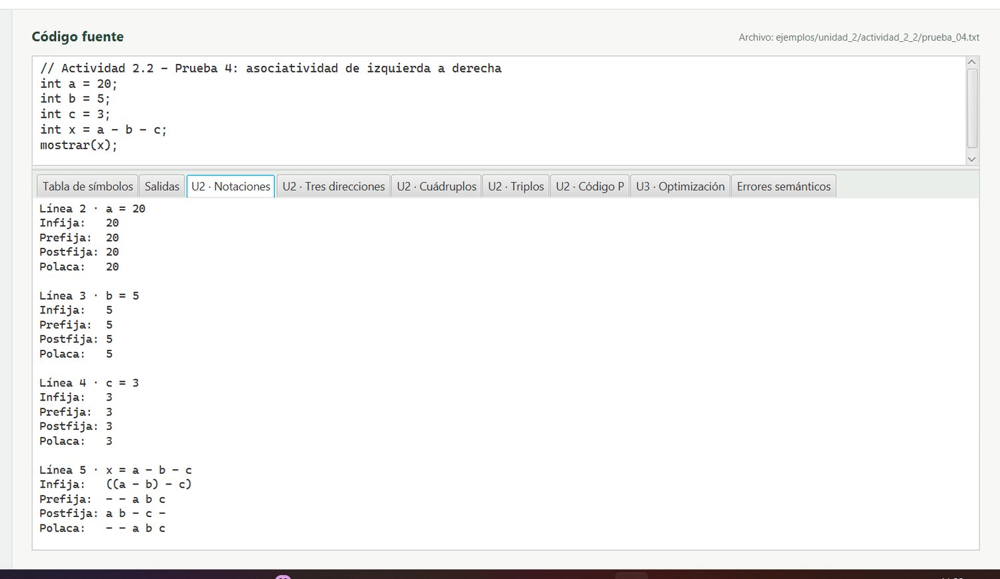 Código fuente
Archivo: ejemplos/unidad_2/actividad_2_2/prueba_04.txt
// Actividad 2.2 – Prueba 4: asociatividad de izquierda a derecha
int a = 20;
int b = 5;
int c = 3;
int x = a - b - c;
mostrar(x);
Tabla de símbolos
Salidas
U2 · Notaciones
U2 · Tres direcciones
U2 · Cuádruplos
U2 · Triplos
U2 · Código P
U3 · Optimización
Errores semánticos
Línea 2 · a = 20
Infija:   20
Prefija:  20
Postfija: 20
Polaca:   20
Línea 3 · b = 5
Infija:   5
Prefija:  5
Postfija: 5
Polaca:   5
Línea 4 · c = 3
Infija:   3
Prefija:  3
Postfija: 3
Polaca:   3
Línea 5 · x = a - b - c
Infija:   ((a - b) - c)
Prefija:  - - a b c
Postfija: a b - c -
Polaca:   - - a b c